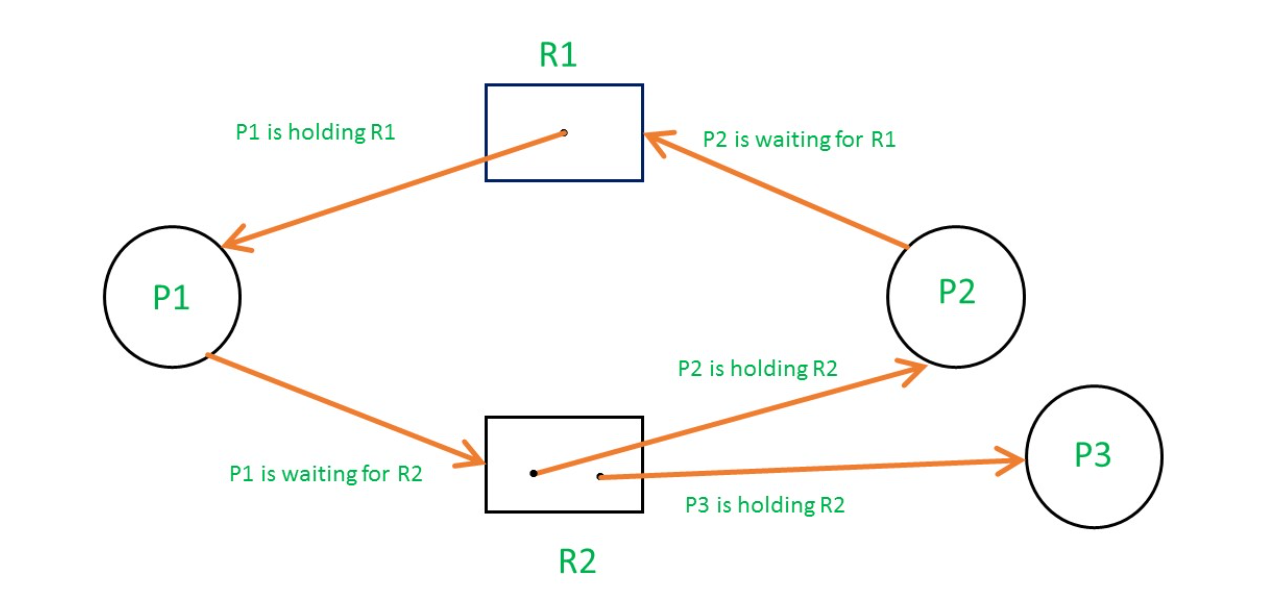 R1
P1 is holding R1
P2 is waiting for R1
P1
P2
P2 is holding R2
P3
P1 is waiting for R2
P3 is holding R2
R2